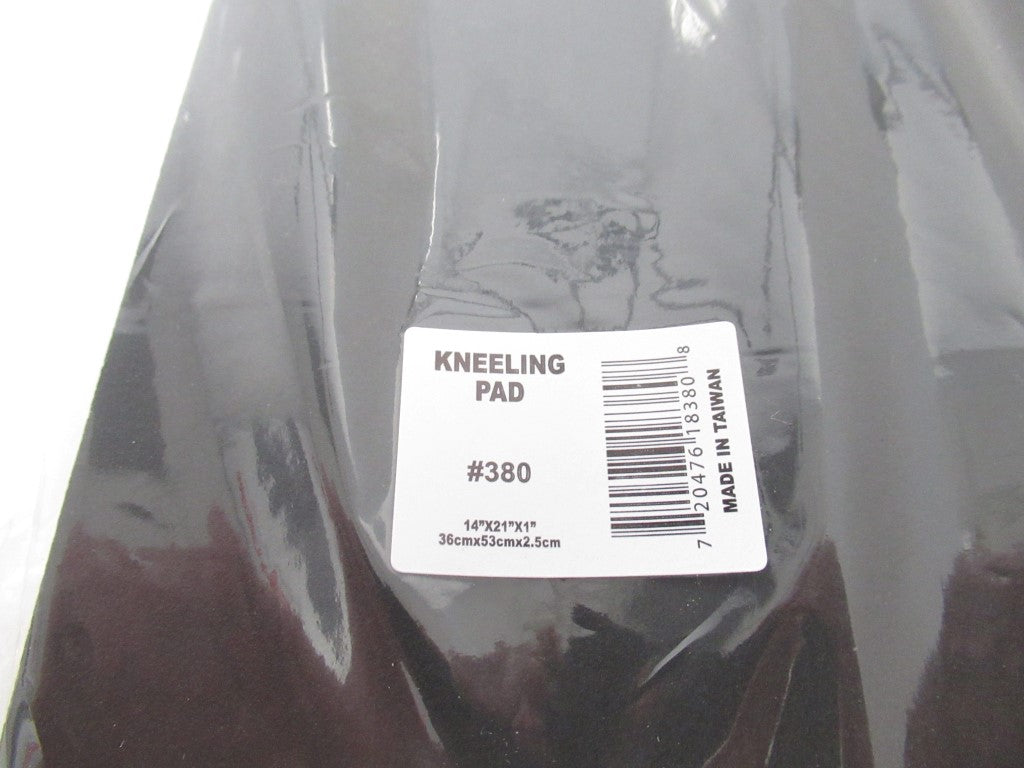 KNEELING
PAD
#380
14"X21"X1"
36cmx53cmx2.5cm
7 20476 18380 8
MADE IN TAIWAN